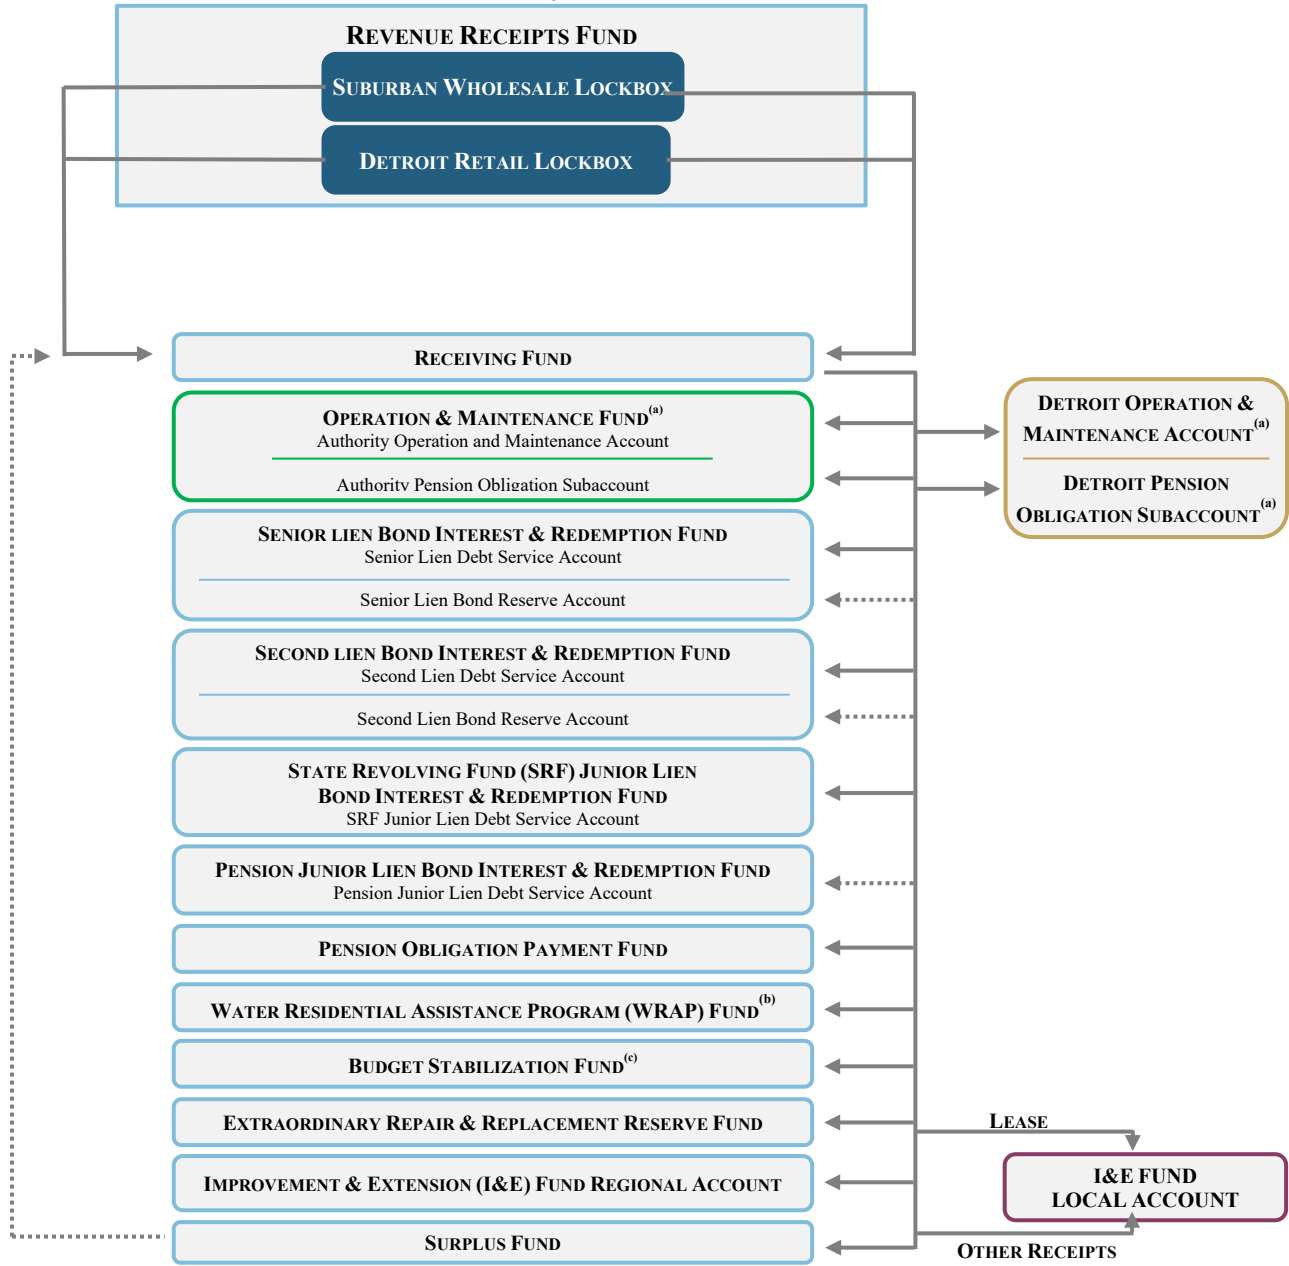 REVENUE RECEIPTS FUND
SUBURBAN WHOLESALE LOCKBOX
DETROIT RETAIL LOCKBOX
RECEIVING FUND
OPERATION & MAINTENANCE FUND(a)
Authority Operation and Maintenance Account
Authority Pension Obligation Subaccount
DETROIT OPERATION &
MAINTENANCE ACCOUNT(a)
DETROIT PENSION
OBLIGATION SUBACCOUNT(a)
SENIOR LIEN BOND INTEREST & REDEMPTION FUND
Senior Lien Debt Service Account
Senior Lien Bond Reserve Account
SECOND LIEN BOND INTEREST & REDEMPTION FUND
Second Lien Debt Service Account
Second Lien Bond Reserve Account
STATE REVOLVING FUND (SRF) JUNIOR LIEN
BOND INTEREST & REDEMPTION FUND
SRF Junior Lien Debt Service Account
PENSION JUNIOR LIEN BOND INTEREST & REDEMPTION FUND
Pension Junior Lien Debt Service Account
PENSION OBLIGATION PAYMENT FUND
WATER RESIDENTIAL ASSISTANCE PROGRAM (WRAP) FUND(b)
BUDGET STABILIZATION FUND(c)
EXTRAORDINARY REPAIR & REPLACEMENT RESERVE FUND
LEASE
IMPROVEMENT & EXTENSION (I&E) FUND REGIONAL ACCOUNT
I&E FUND
LOCAL ACCOUNT
SURPLUS FUND
OTHER RECEIPTS